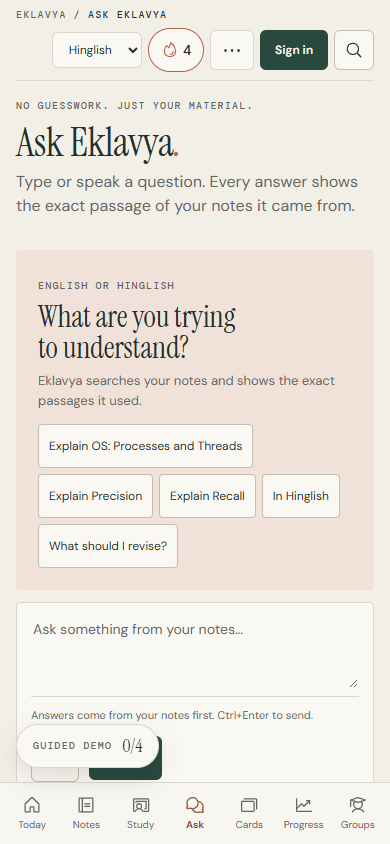 EKLAVYA / ASK EKLAVYA
Hinglish
4
Sign in
NO GUESSWORK. JUST YOUR MATERIAL.
Ask Eklavya.
Type or speak a question. Every answer shows
the exact passage of your notes it came from.
ENGLISH OR HINGLISH
What are you trying
to understand?
Eklavya searches your notes and shows the exact
passages it used.
Explain OS: Processes and Threads
Explain Precision
Explain Recall
In Hinglish
What should I revise?
Ask something from your notes...
Answers come from your notes first. Ctrl+Enter to send.
GUIDED DEMO 0/4
Today
Notes
Study
Ask
Cards
Progress
Groups